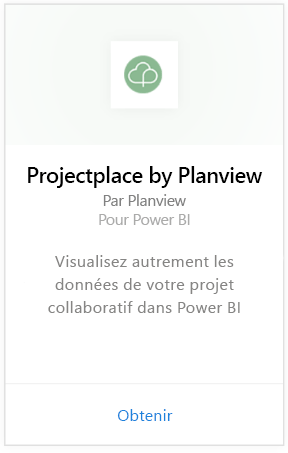 Projectplace by Planview
Par Planview
Pour Power BI
Visualisez autrement les
données de votre projet
collaboratif dans Power BI
Obtenir